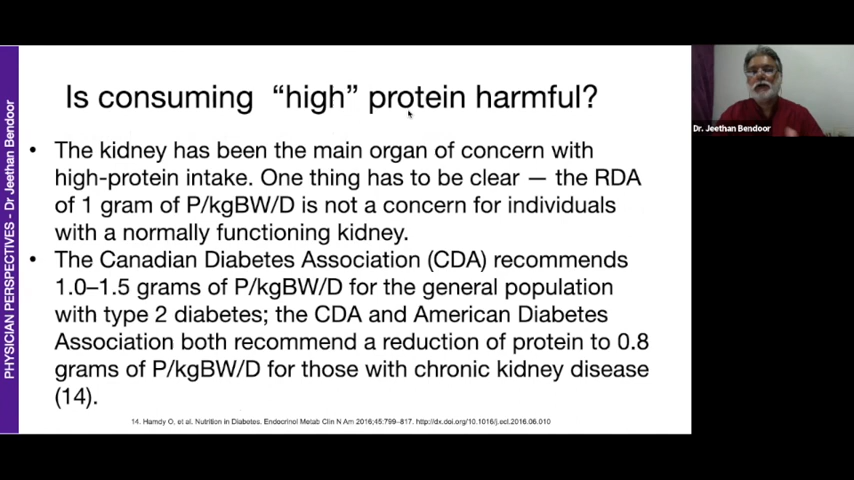 Is consuming “high” protein harmful?
• The kidney has been the main organ of concern with
high-protein intake. One thing has to be clear — the RDA
of 1 gram of P/kgBW/D is not a concern for individuals
with a normally functioning kidney.
• The Canadian Diabetes Association (CDA) recommends
1.0–1.5 grams of P/kgBW/D for the general population
with type 2 diabetes; the CDA and American Diabetes
Association both recommend a reduction of protein to 0.8
grams of P/kgBW/D for those with chronic kidney disease
(14).
14. Hamdy O, et al. Nutrition in Diabetes. Endocrinol Metab Clin N Am 2016;45:799–817. http://dx.doi.org/10.1016/j.ecl.2016.06.010
PHYSICIAN PERSPECTIVES - Dr Jeethan Bendoor
Dr. Jeethan Bendoor